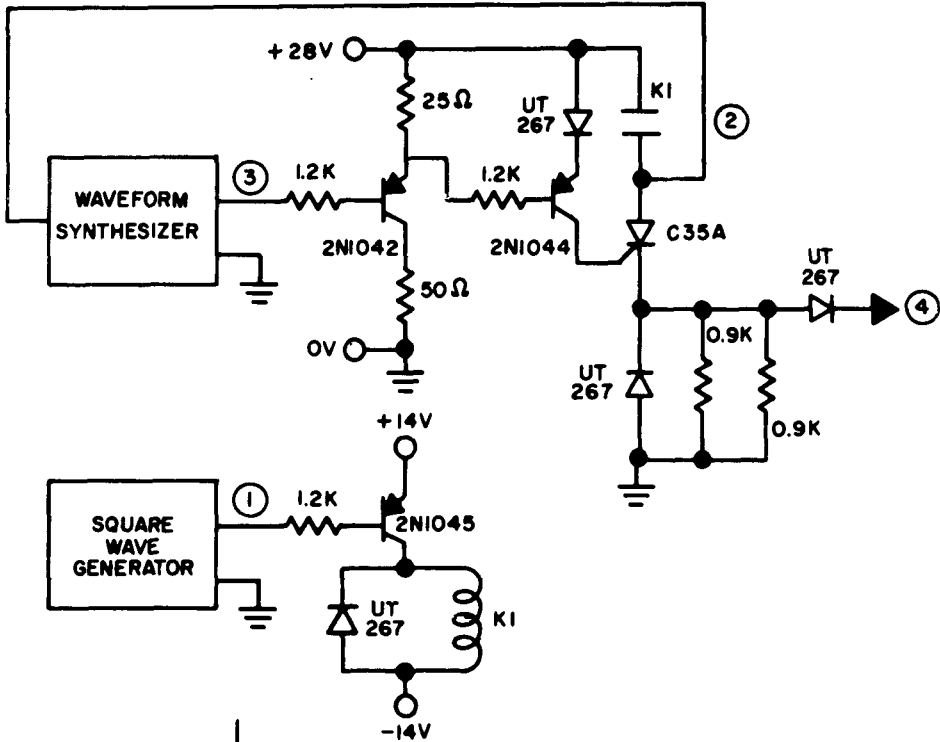 +28V
25Ω
UT
267
K1
2
WAVEFORM
SYNTHESIZER
3
1.2K
2N1042
1.2K
2N1044
C35A
50Ω
0V
UT
267
4
0.9K
UT
267
0.9K
+14V
SQUARE
WAVE
GENERATOR
1
1.2K
2N1045
UT
267
K1
-14V